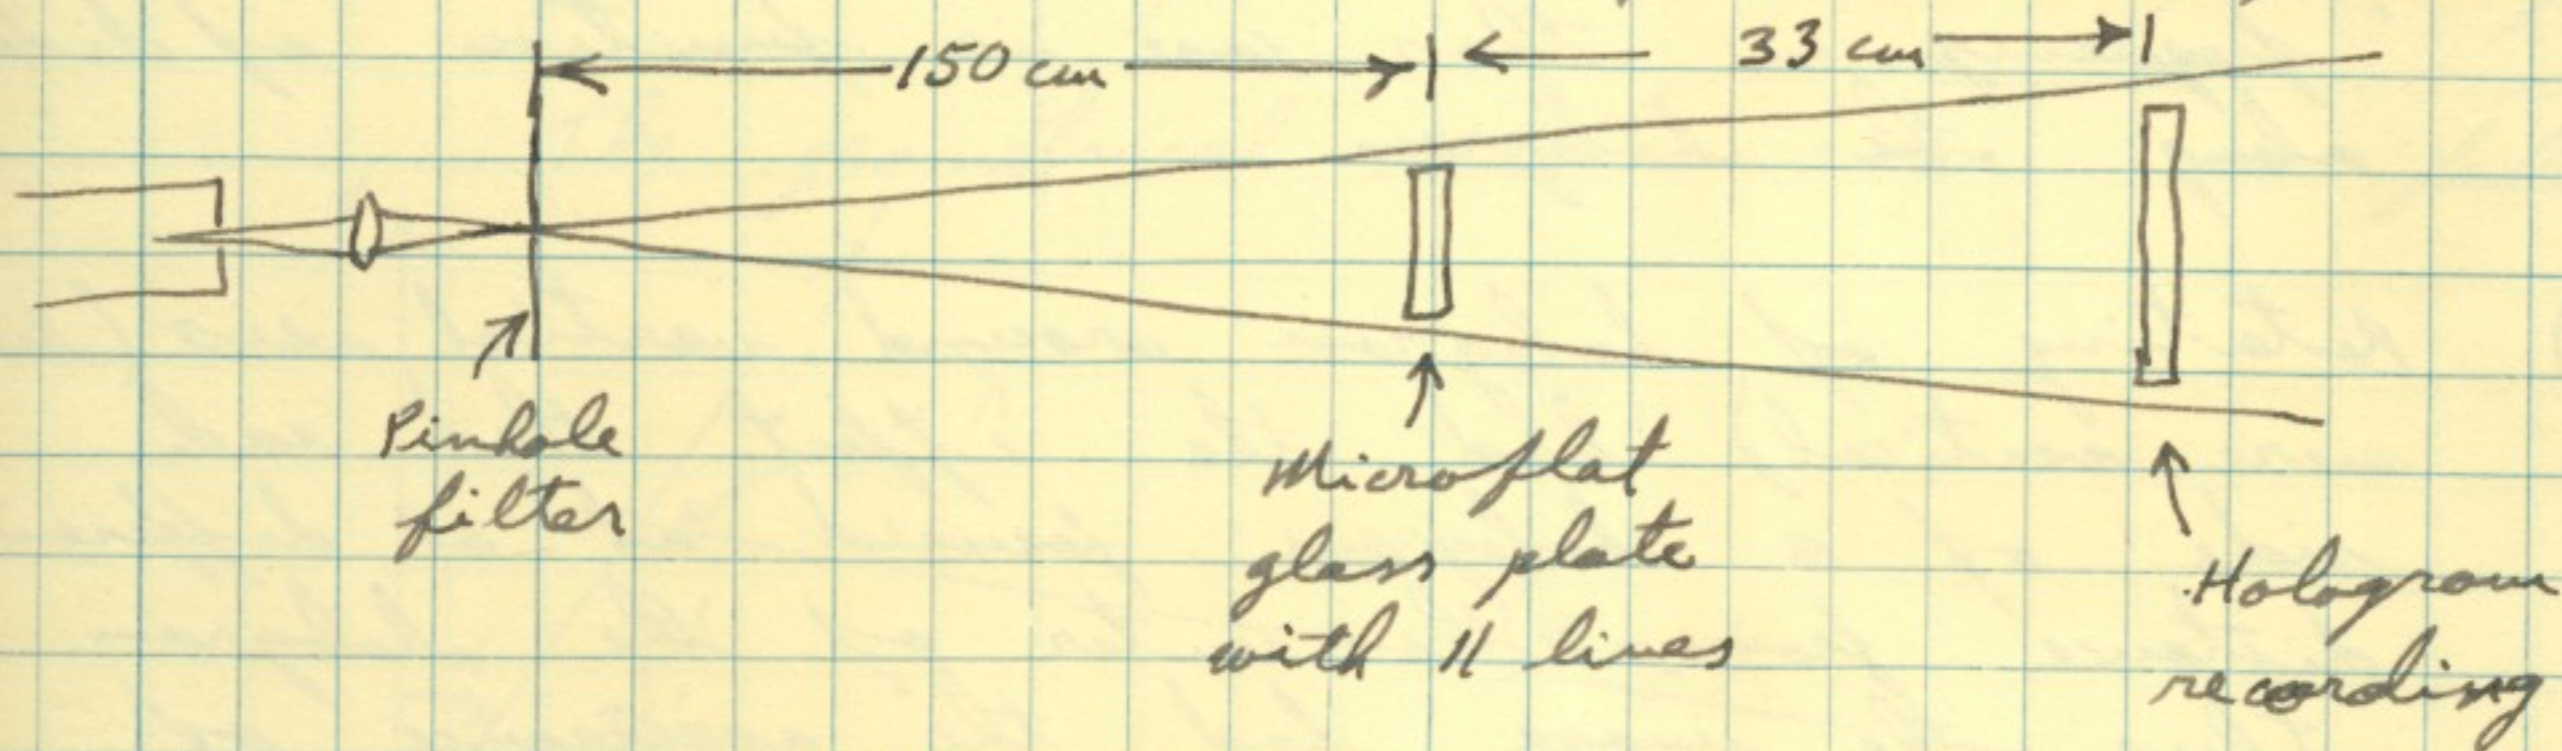 150 cm
33 cm
Pinhole
filter
Microflat
glass plate
with 11 lines
Hologram
recording